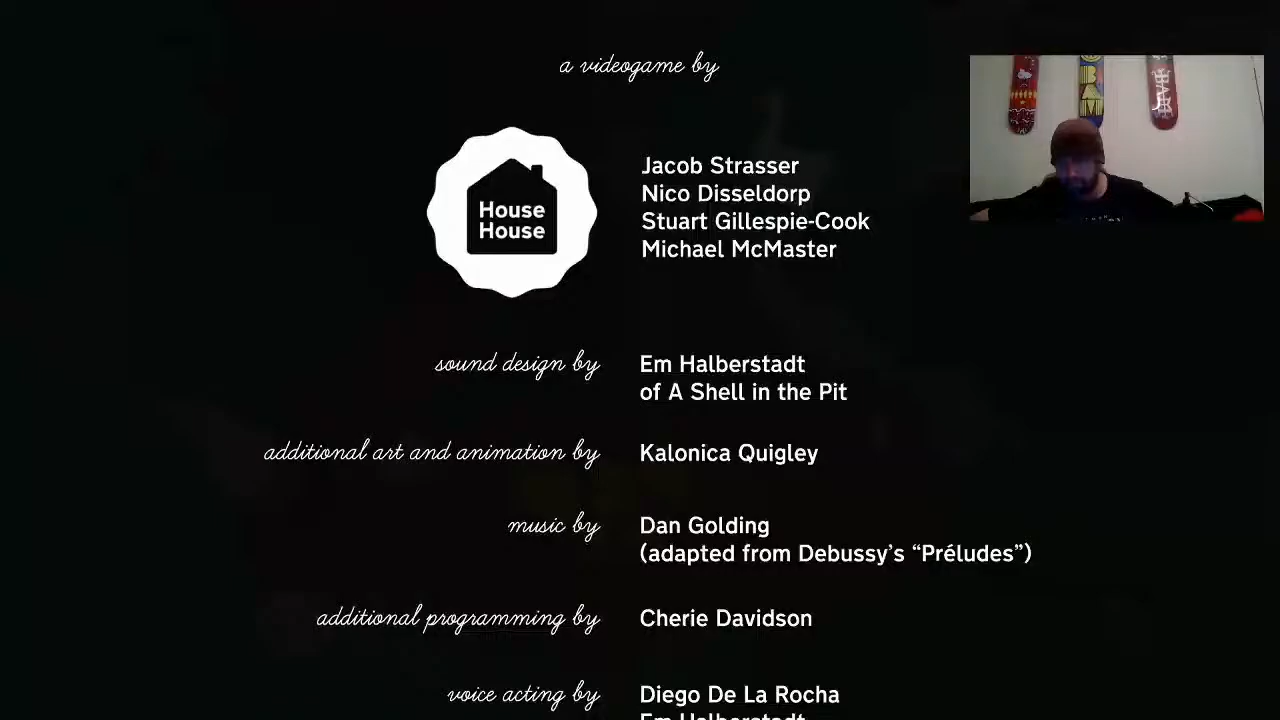 a videogame by
House
House
Jacob Strasser
Nico Disseldorp
Stuart Gillespie-Cook
Michael McMaster
sound design by
Em Halberstadt
of A Shell in the Pit
additional art and animation by
Kalonica Quigley
music by
Dan Golding
(adapted from Debussy’s “Préludes”)
additional programming by
Cherie Davidson
voice acting by
Diego De La Rocha
Em Halberstadt